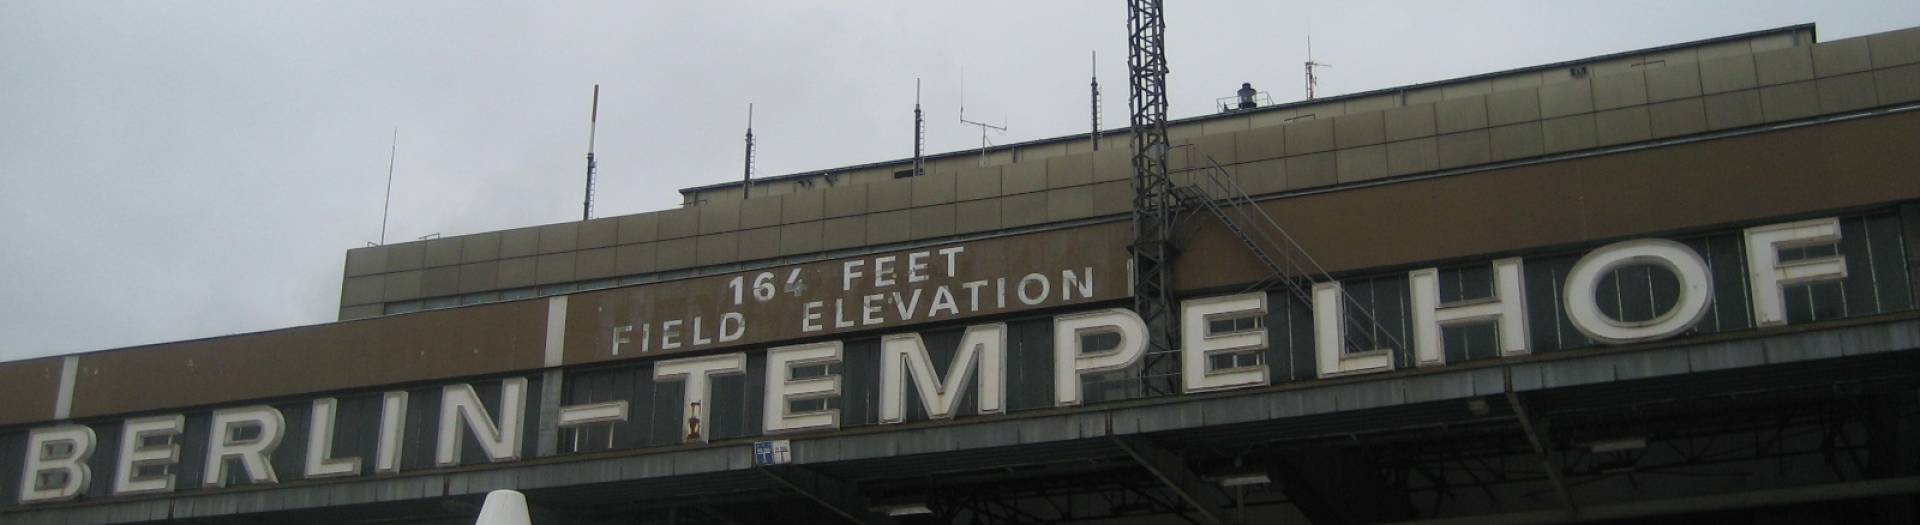 164 FEET
FIELD ELEVATION
BERLIN-TEMPELHOF